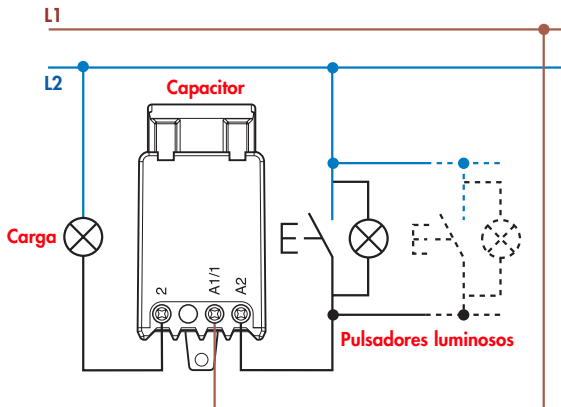 L1
L2
Capacitor
Carga
2
A1/1
A2
Pulsadores luminosos